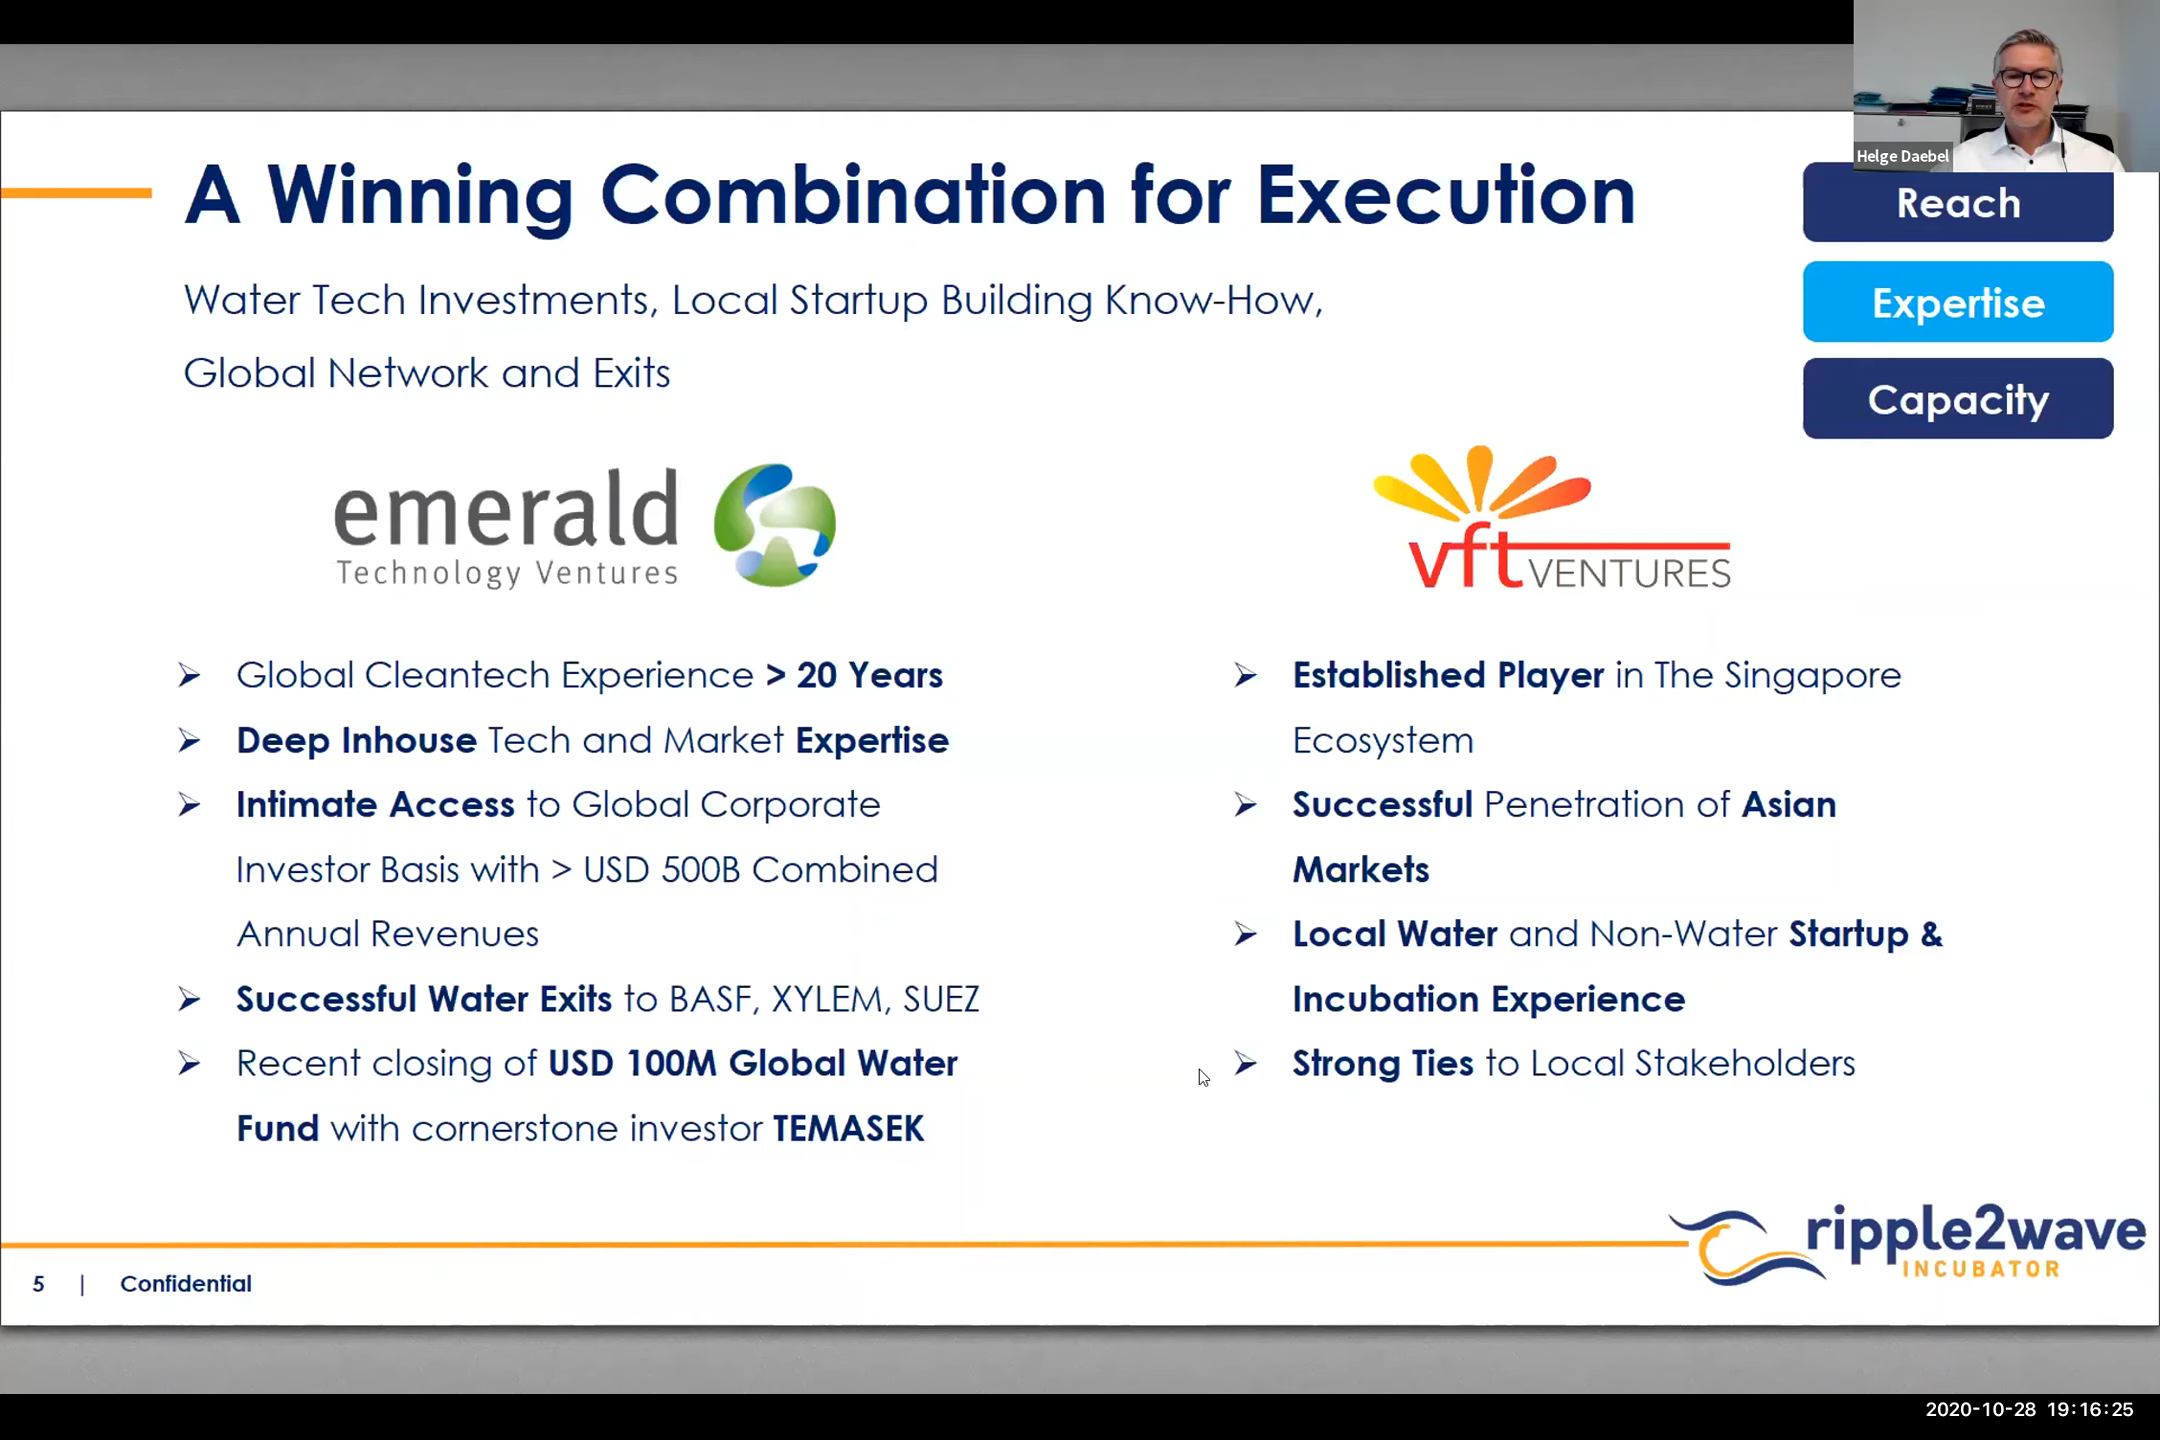 Helge Daebel
A Winning Combination for Execution
Reach
Expertise
Capacity
Water Tech Investments, Local Startup Building Know-How,
Global Network and Exits
emerald
Technology Ventures
vft VENTURES
➢ Global Cleantech Experience > 20 Years
➢ Deep Inhouse Tech and Market Expertise
➢ Intimate Access to Global Corporate
Investor Basis with > USD 500B Combined
Annual Revenues
➢ Successful Water Exits to BASF, XYLEM, SUEZ
➢ Recent closing of USD 100M Global Water
Fund with cornerstone investor TEMASEK
➢ Established Player in The Singapore
Ecosystem
➢ Successful Penetration of Asian
Markets
➢ Local Water and Non-Water Startup &
Incubation Experience
➢ Strong Ties to Local Stakeholders
ripple2wave
INCUBATOR
5 | Confidential
2020-10-28 19:16:25